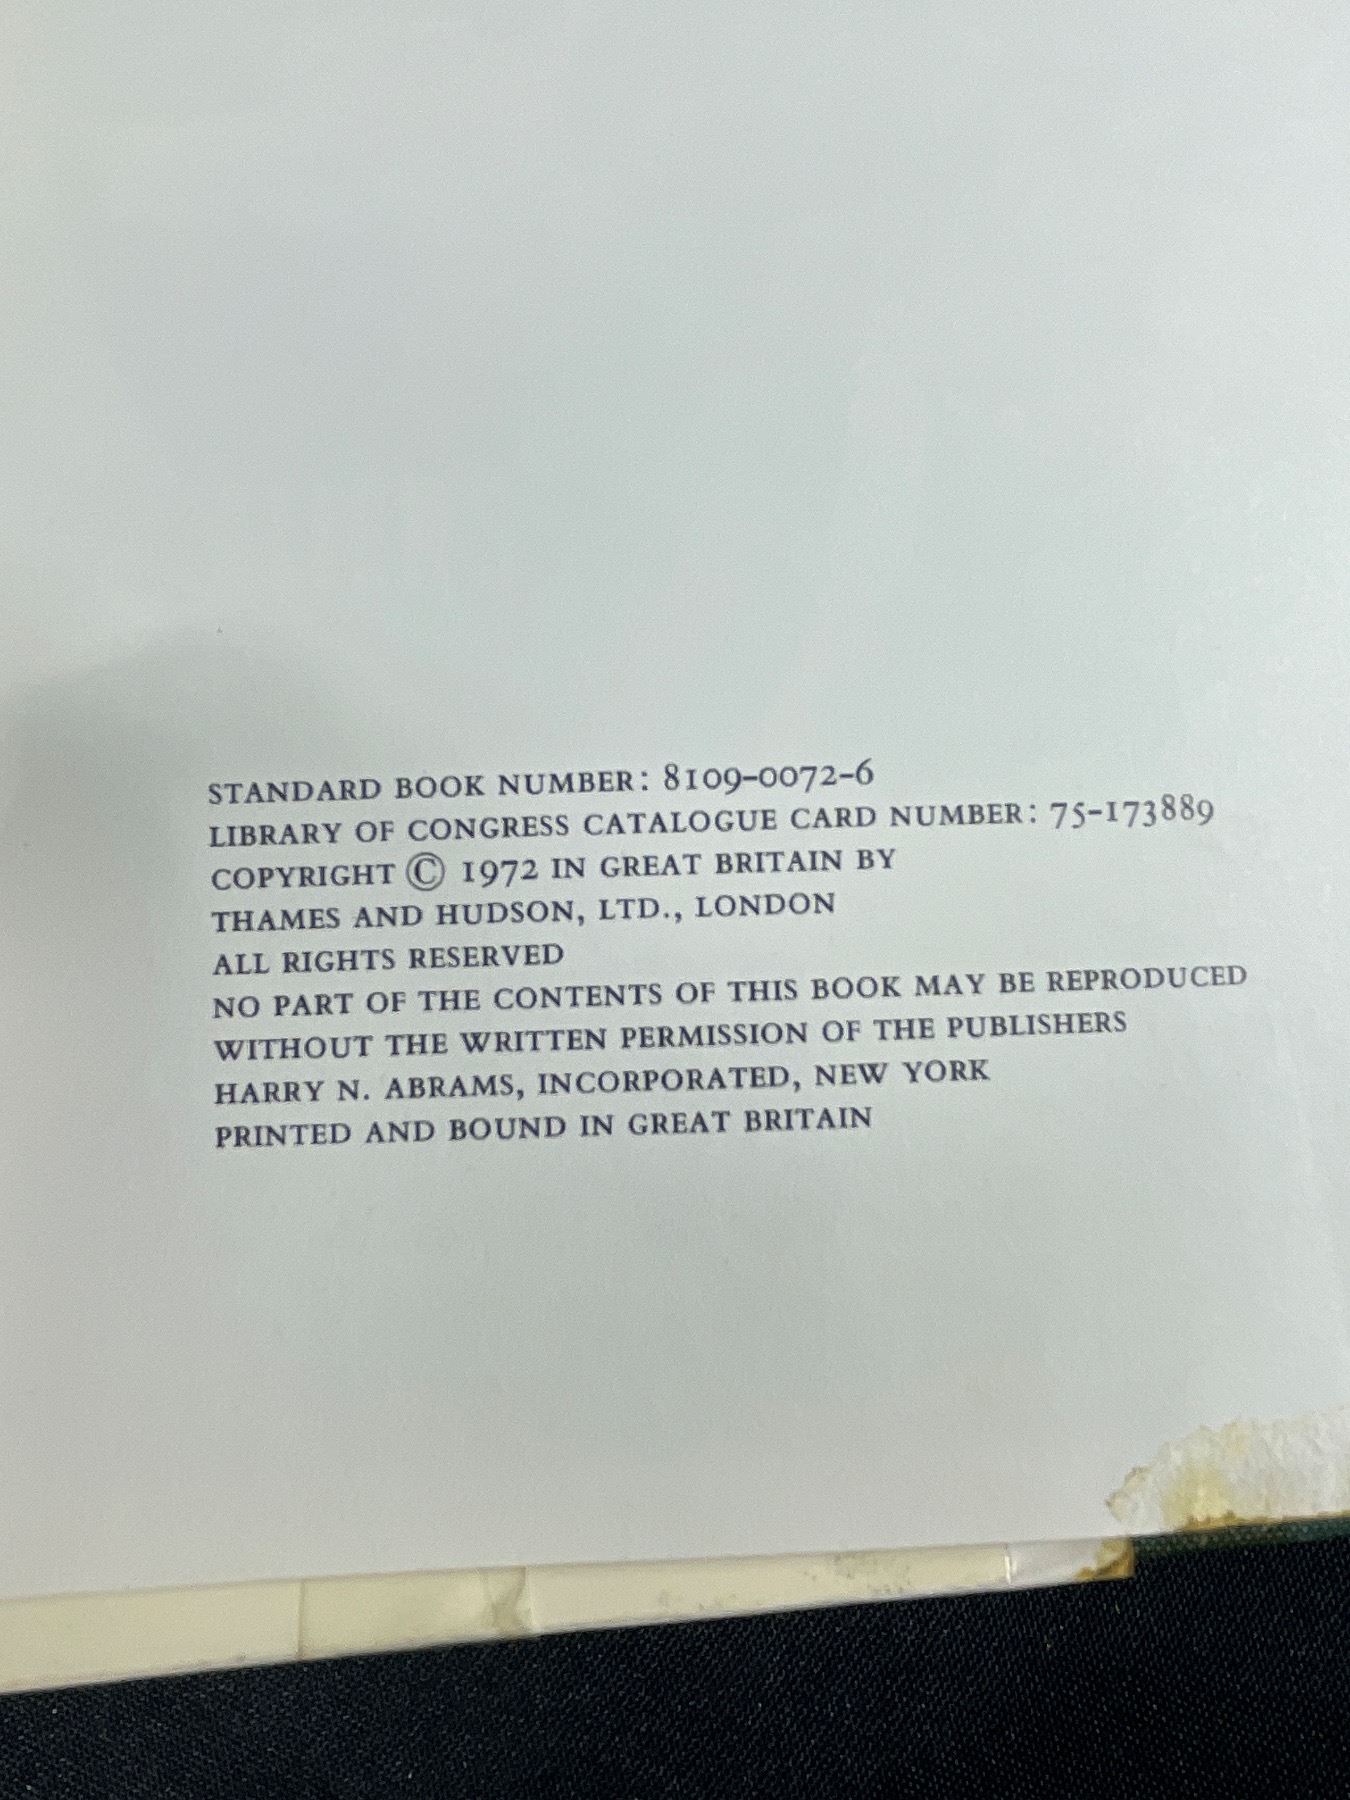 STANDARD BOOK NUMBER: 8109-0072-6
LIBRARY OF CONGRESS CATALOGUE CARD NUMBER: 75-173889
COPYRIGHT © 1972 IN GREAT BRITAIN BY
THAMES AND HUDSON, LTD., LONDON
ALL RIGHTS RESERVED
NO PART OF THE CONTENTS OF THIS BOOK MAY BE REPRODUCED
WITHOUT THE WRITTEN PERMISSION OF THE PUBLISHERS
HARRY N. ABRAMS, INCORPORATED, NEW YORK
PRINTED AND BOUND IN GREAT BRITAIN